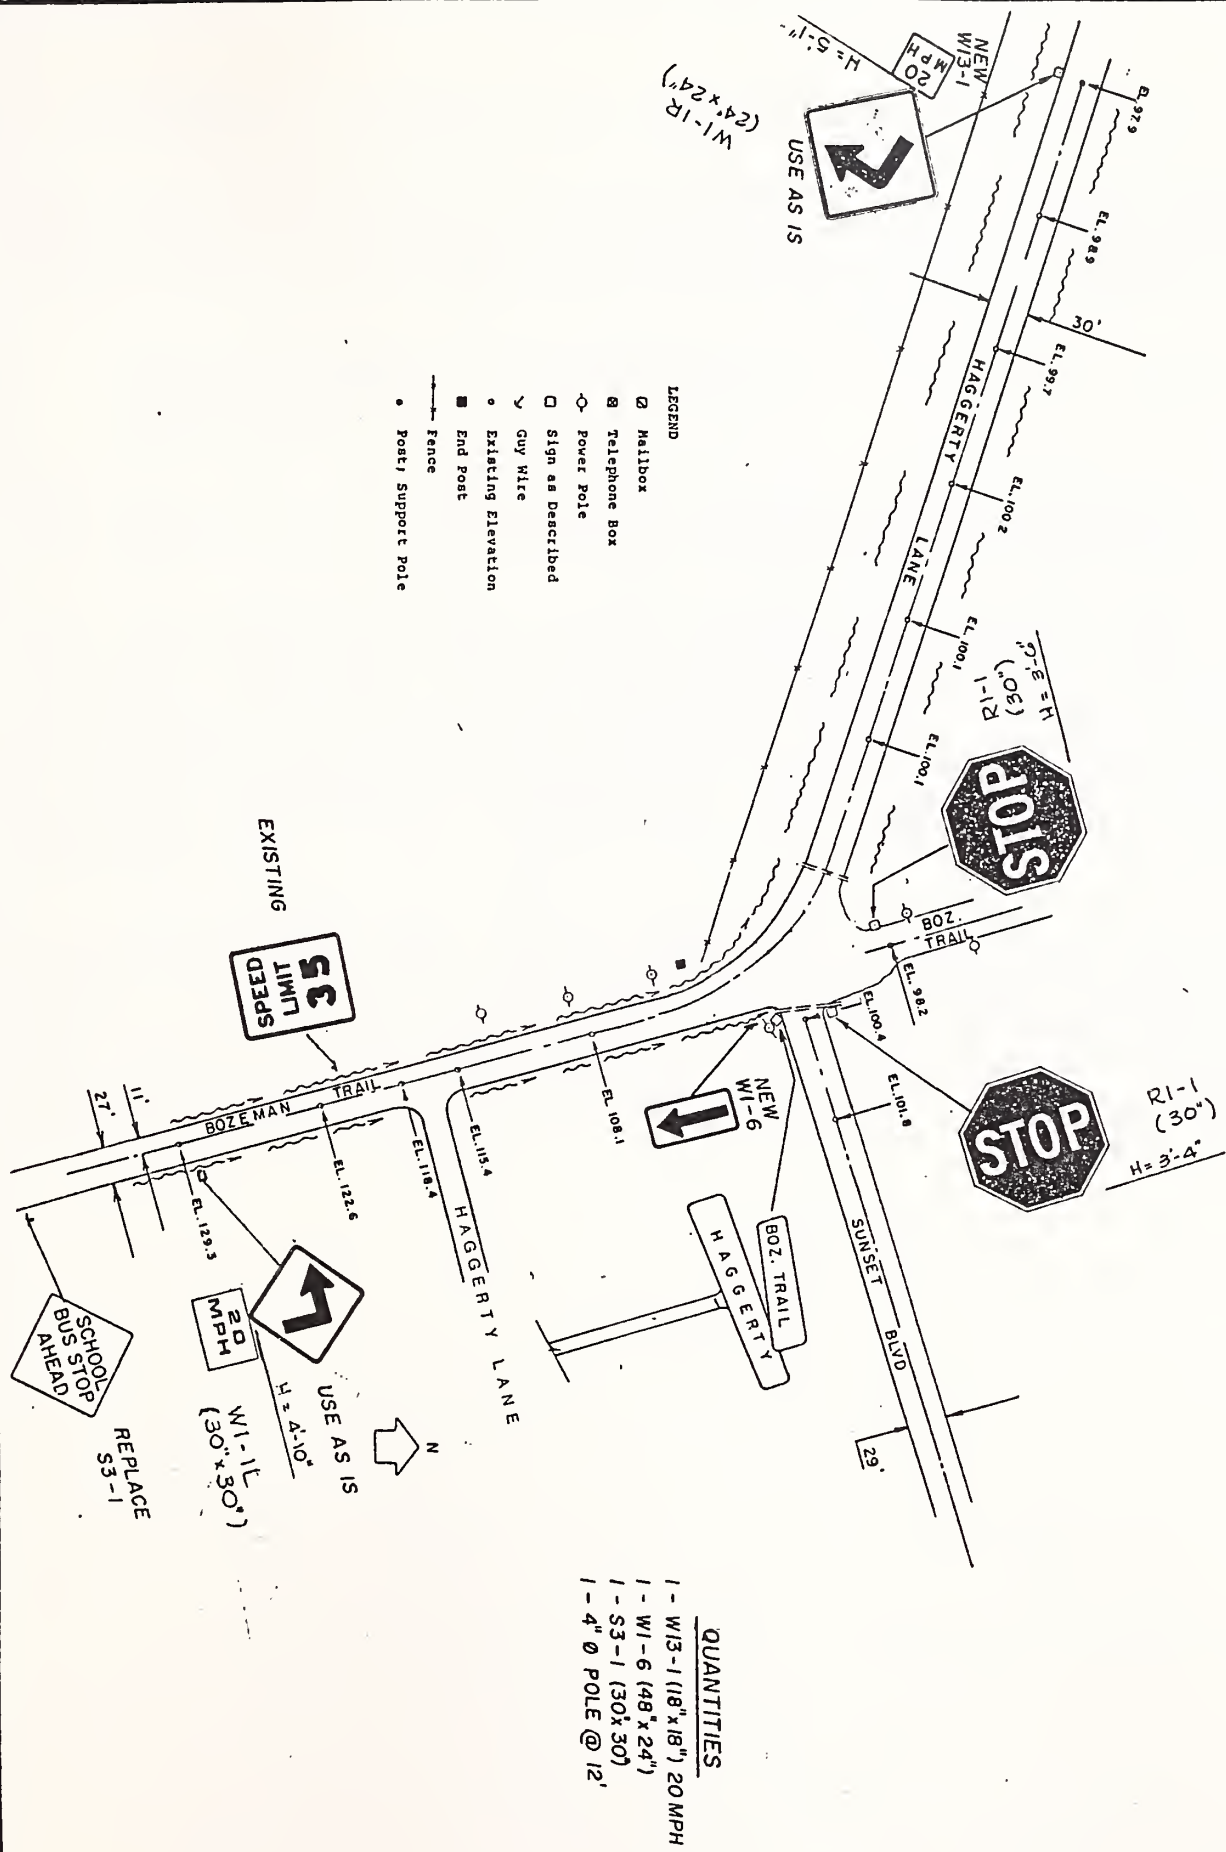 NEW
W13-1
20
MPH
H = 5'-1"
W1-1R
(24" x 24")
USE AS IS
EL. 97.9
EL. 98.9
30'
EL. 99.7
HAGGERTY LANE
EL. 100.2
EL. 100.1
EL. 100.1
H = 3'-6"
R1-1
(30")
STOP
BOZ.
TRAIL
EL. 98.2
EL. 100.4
EL. 101.8
STOP
R1-1
(30")
H = 3'-4"
LEGEND
Mailbox
Telephone Box
Power Pole
Sign as Described
Guy Wire
Existing Elevation
End Post
Fence
Post, Support Pole
EXISTING
SPEED
LIMIT
35
NEW
W1-6
EL 108.1
EL. 115.4
EL. 118.4
EL. 122.6
EL. 129.3
BOZEMAN TRAIL
11'
27'
HAGGERTY LANE
BOZ. TRAIL
HAGGERTY
SUNSET BLVD
29'
20
MPH
H = 4'-10"
USE AS IS
W1-1L
(30" x 30")
N
SCHOOL
BUS STOP
AHEAD
REPLACE
S3-1
QUANTITIES
1 - W13-1 (18" x 18") 20 MPH
1 - W1-6 (48" x 24")
1 - S3-1 (30" x 30")
1 - 4" Ø POLE @ 12'